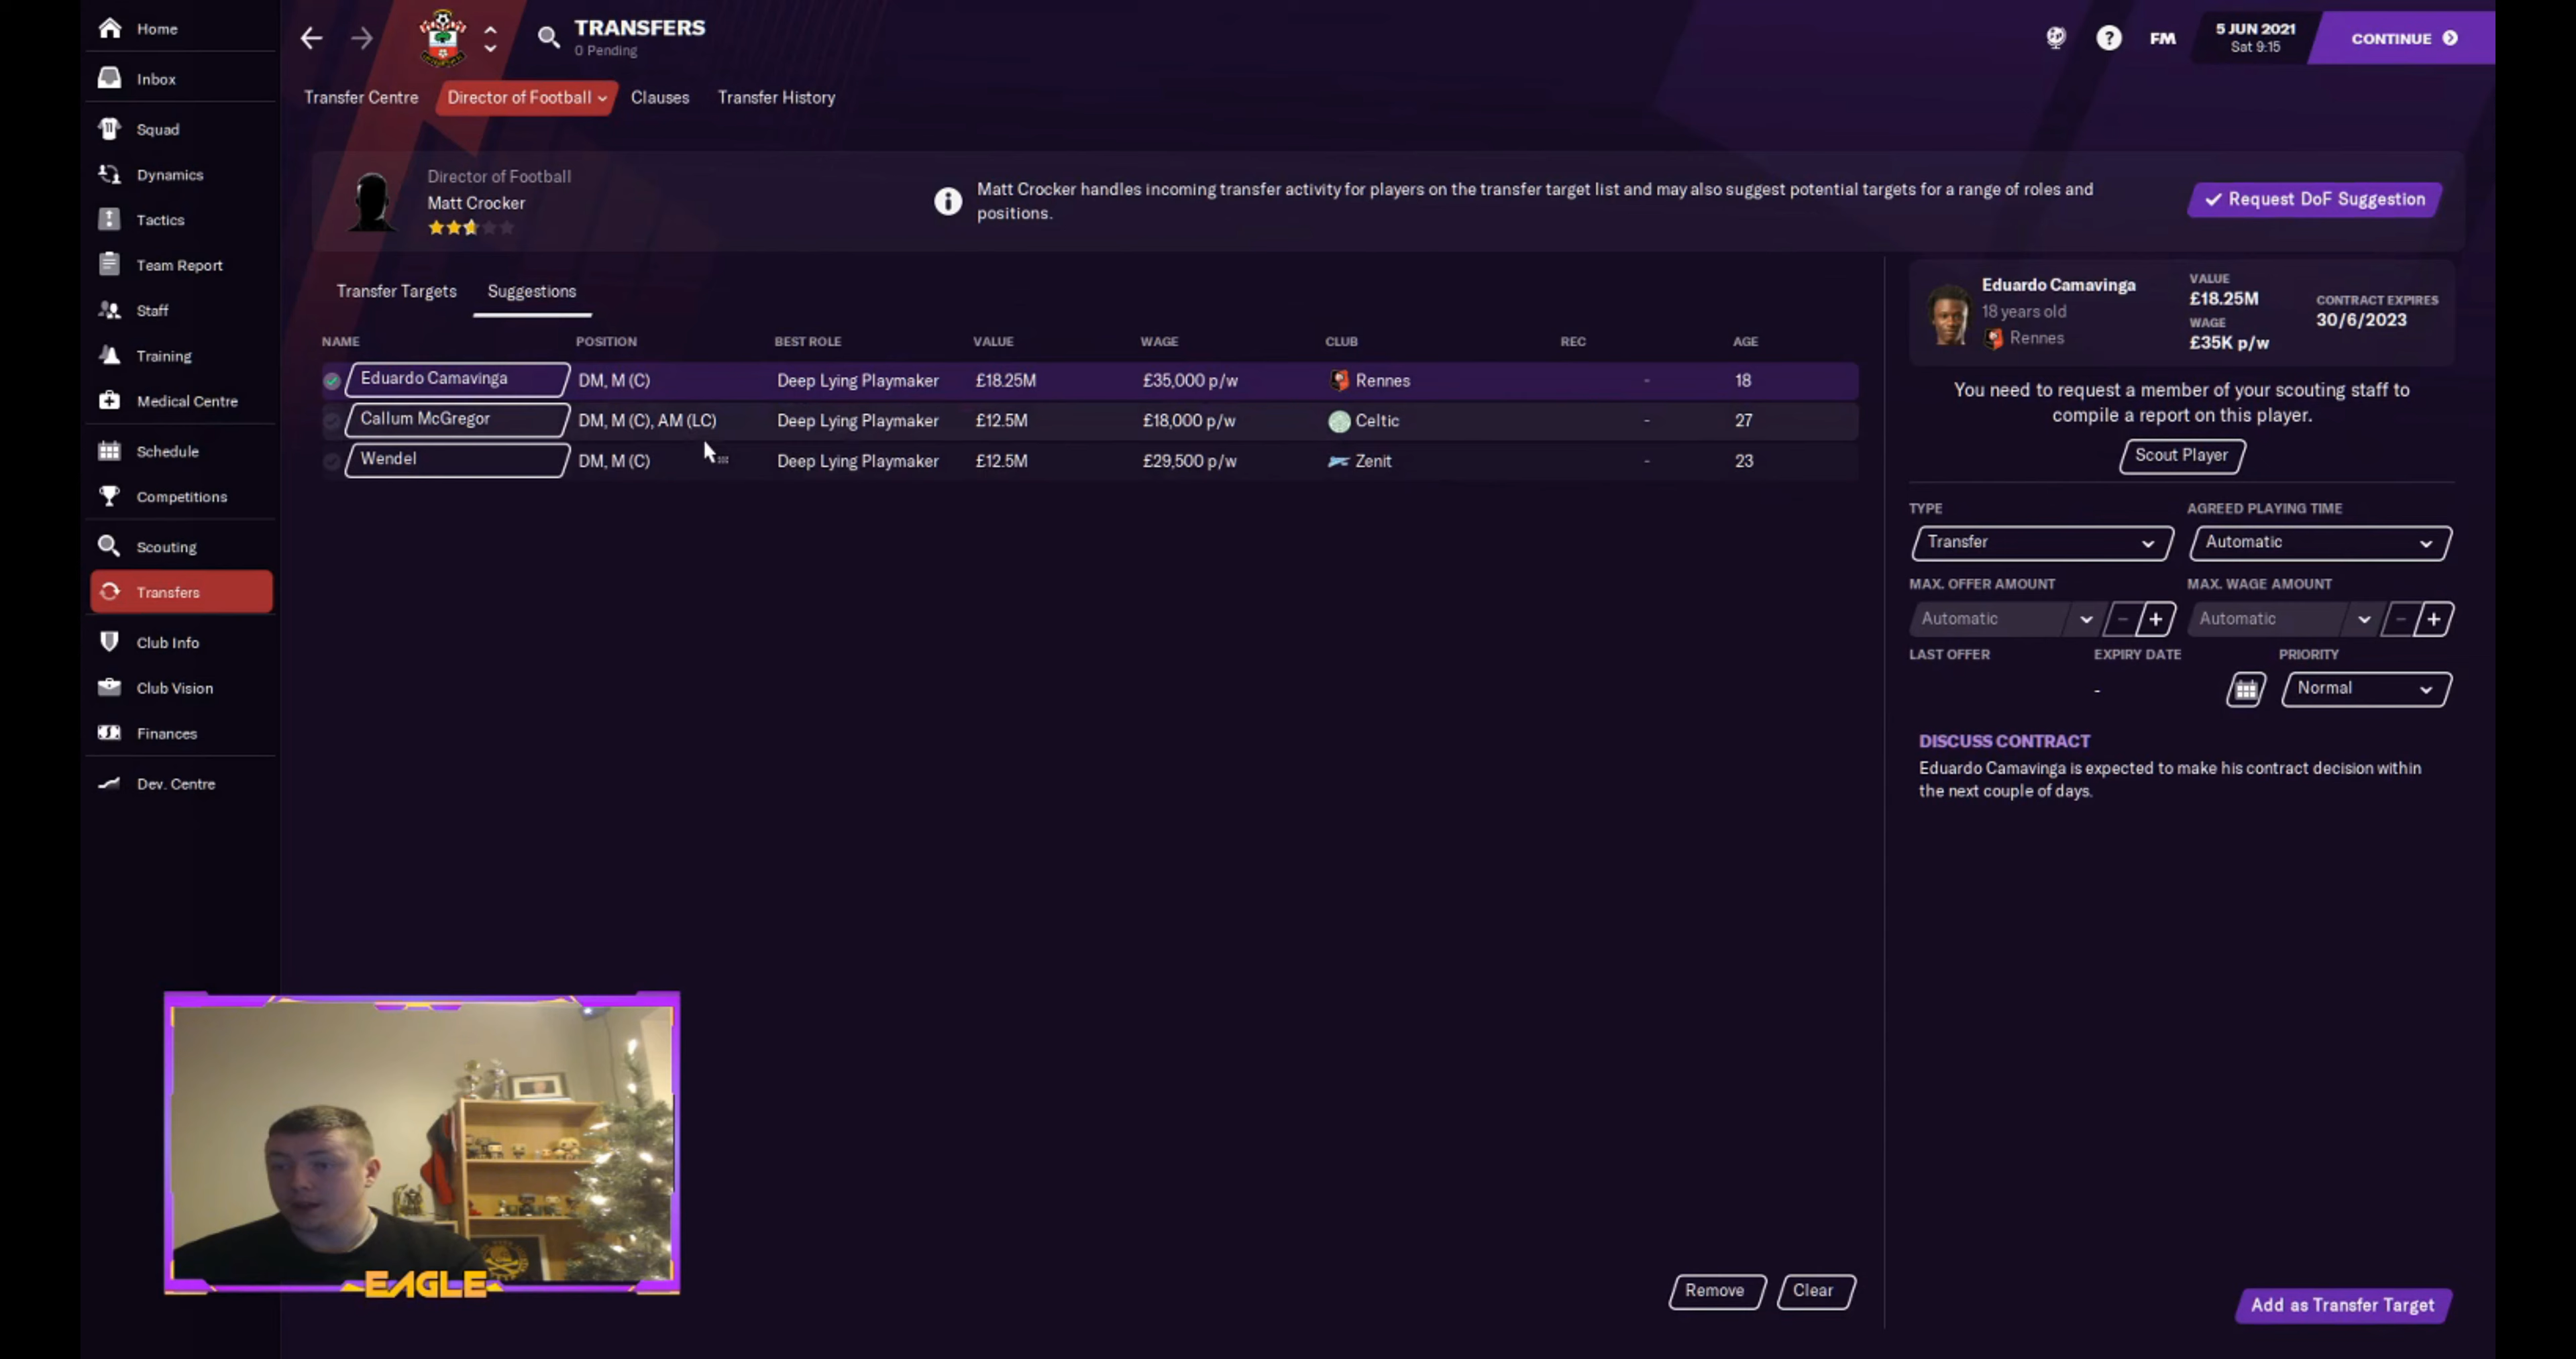 Home
Inbox
Squad
Dynamics
Tactics
Team Report
Staff
Training
Medical Centre
Schedule
Competitions
Scouting
Transfers
Club Info
Club Vision
Finances
Dev. Centre
TRANSFERS
0 Pending
FM
5 JUN 2021
Sat 9:15
CONTINUE
Transfer Centre
Director of Football
Clauses
Transfer History
Director of Football
Matt Crocker
Matt Crocker handles incoming transfer activity for players on the transfer target list and may also suggest potential targets for a range of roles and
positions.
Request DoF Suggestion
Transfer Targets
Suggestions
NAME POSITION BEST ROLE VALUE WAGE CLUB REC AGE
Eduardo Camavinga DM, M (C) Deep Lying Playmaker £18.25M £35,000 p/w Rennes - 18
Callum McGregor DM, M (C), AM (LC) Deep Lying Playmaker £12.5M £18,000 p/w Celtic - 27
Wendel DM, M (C) Deep Lying Playmaker £12.5M £29,500 p/w Zenit - 23
Eduardo Camavinga
18 years old
Rennes
VALUE
£18.25M
WAGE
£35K p/w
CONTRACT EXPIRES
30/6/2023
You need to request a member of your scouting staff to
compile a report on this player.
Scout Player
TYPE AGREED PLAYING TIME
Transfer Automatic
MAX. OFFER AMOUNT MAX. WAGE AMOUNT
Automatic - + Automatic - +
LAST OFFER EXPIRY DATE PRIORITY
- Normal
DISCUSS CONTRACT
Eduardo Camavinga is expected to make his contract decision within
the next couple of days.
Remove
Clear
Add as Transfer Target
EAGLE